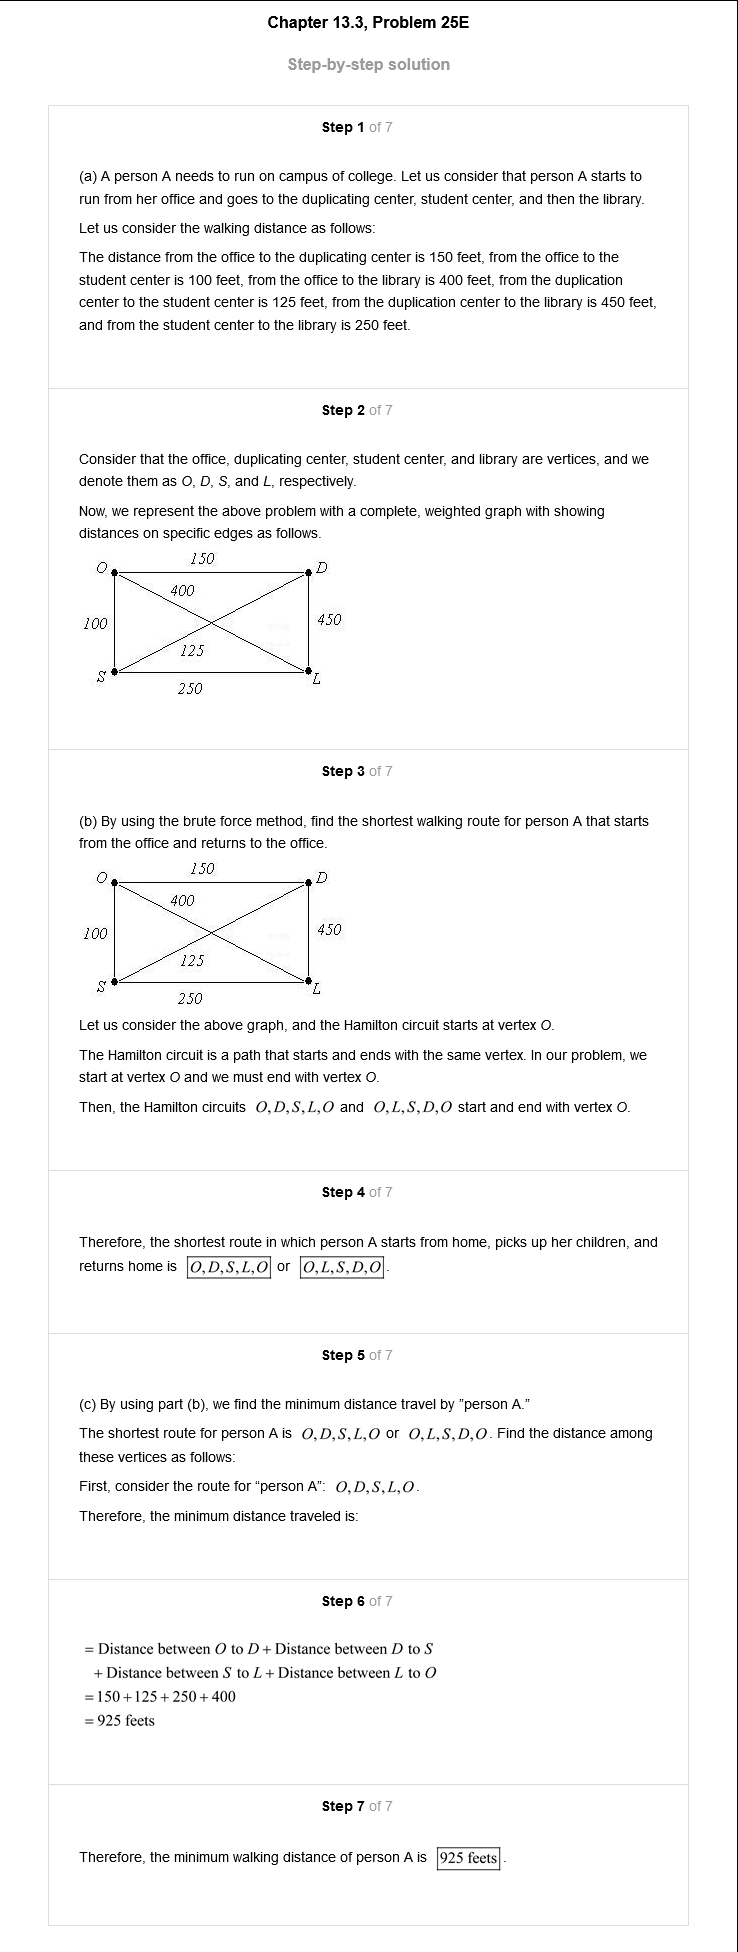 Chapter 13.3, Problem 25E
Step-by-step solution
Step 1 of 7
(a) A person A needs to run on campus of college. Let us consider that person A starts to
run from her office and goes to the duplicating center, student center, and then the library.
Let us consider the walking distance as follows:
The distance from the office to the duplicating center is 150 feet, from the office to the
student center is 100 feet, from the office to the library is 400 feet, from the duplication
center to the student center is 125 feet, from the duplication center to the library is 450 feet,
and from the student center to the library is 250 feet.
Step 2 of 7
Consider that the office, duplicating center, student center, and library are vertices, and we
denote them as O, D, S, and L, respectively.
Now, we represent the above problem with a complete, weighted graph with showing
distances on specific edges as follows.
150
O
D
400
100
450
125
S
L
250
Step 3 of 7
(b) By using the brute force method, find the shortest walking route for person A that starts
from the office and returns to the office.
150
O
D
400
100
450
125
S
L
250
Let us consider the above graph, and the Hamilton circuit starts at vertex O.
The Hamilton circuit is a path that starts and ends with the same vertex. In our problem, we
start at vertex O and we must end with vertex O.
Then, the Hamilton circuits O,D,S,L,O and O,L,S,D,O start and end with vertex O.
Step 4 of 7
Therefore, the shortest route in which person A starts from home, picks up her children, and
returns home is O,D,S,L,O or O,L,S,D,O.
Step 5 of 7
(c) By using part (b), we find the minimum distance travel by ”person A.”
The shortest route for person A is O,D,S,L,O or O,L,S,D,O. Find the distance among
these vertices as follows:
First, consider the route for “person A”: O,D,S,L,O.
Therefore, the minimum distance traveled is:
Step 6 of 7
= Distance between O to D + Distance between D to S
+ Distance between S to L + Distance between L to O
= 150 + 125 + 250 + 400
= 925 feets
Step 7 of 7
Therefore, the minimum walking distance of person A is 925 feets.